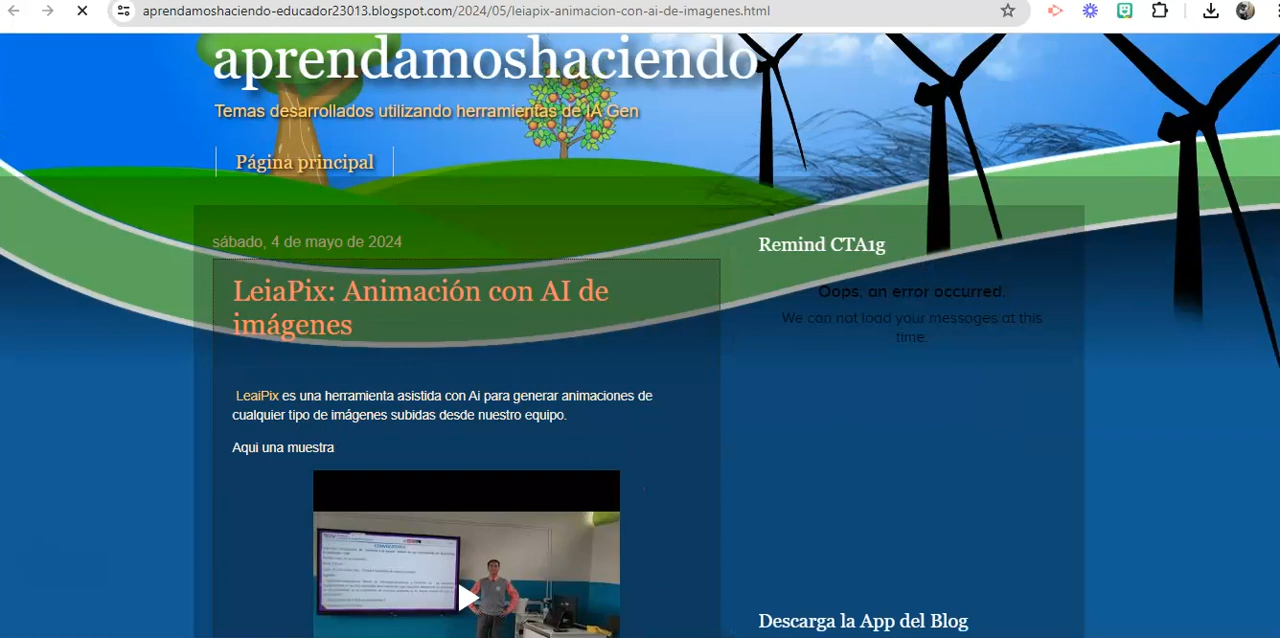 aprendamoshaciendo-educador23013.blogspot.com/2024/05/leiapix-animacion-con-ai-de-imagenes.html
aprendamoshaciendo
Temas desarrollados utilizando herramientas de IA Gen
Página principal
sábado, 4 de mayo de 2024
LeiaPix: Animación con AI de
imágenes
LeaiPix es una herramienta asistida con Ai para generar animaciones de
cualquier tipo de imágenes subidas desde nuestro equipo.
Aqui una muestra
Remind CTA1g
Oops, an error occurred.
We can not load your messages at this
time.
Descarga la App del Blog